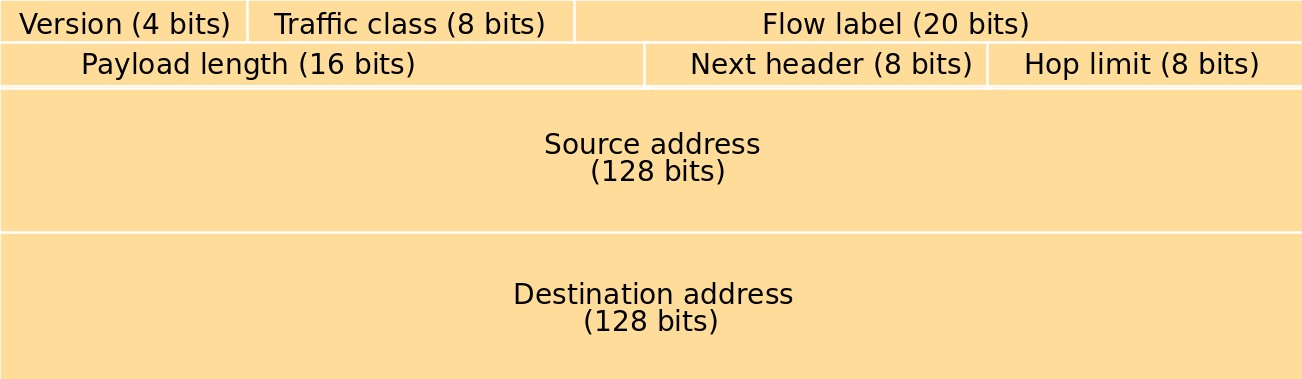 Version (4 bits) Traffic class (8 bits) Flow label (20 bits)
Payload length (16 bits) Next header (8 bits) Hop limit (8 bits)
Source address
(128 bits)
Destination address
(128 bits)